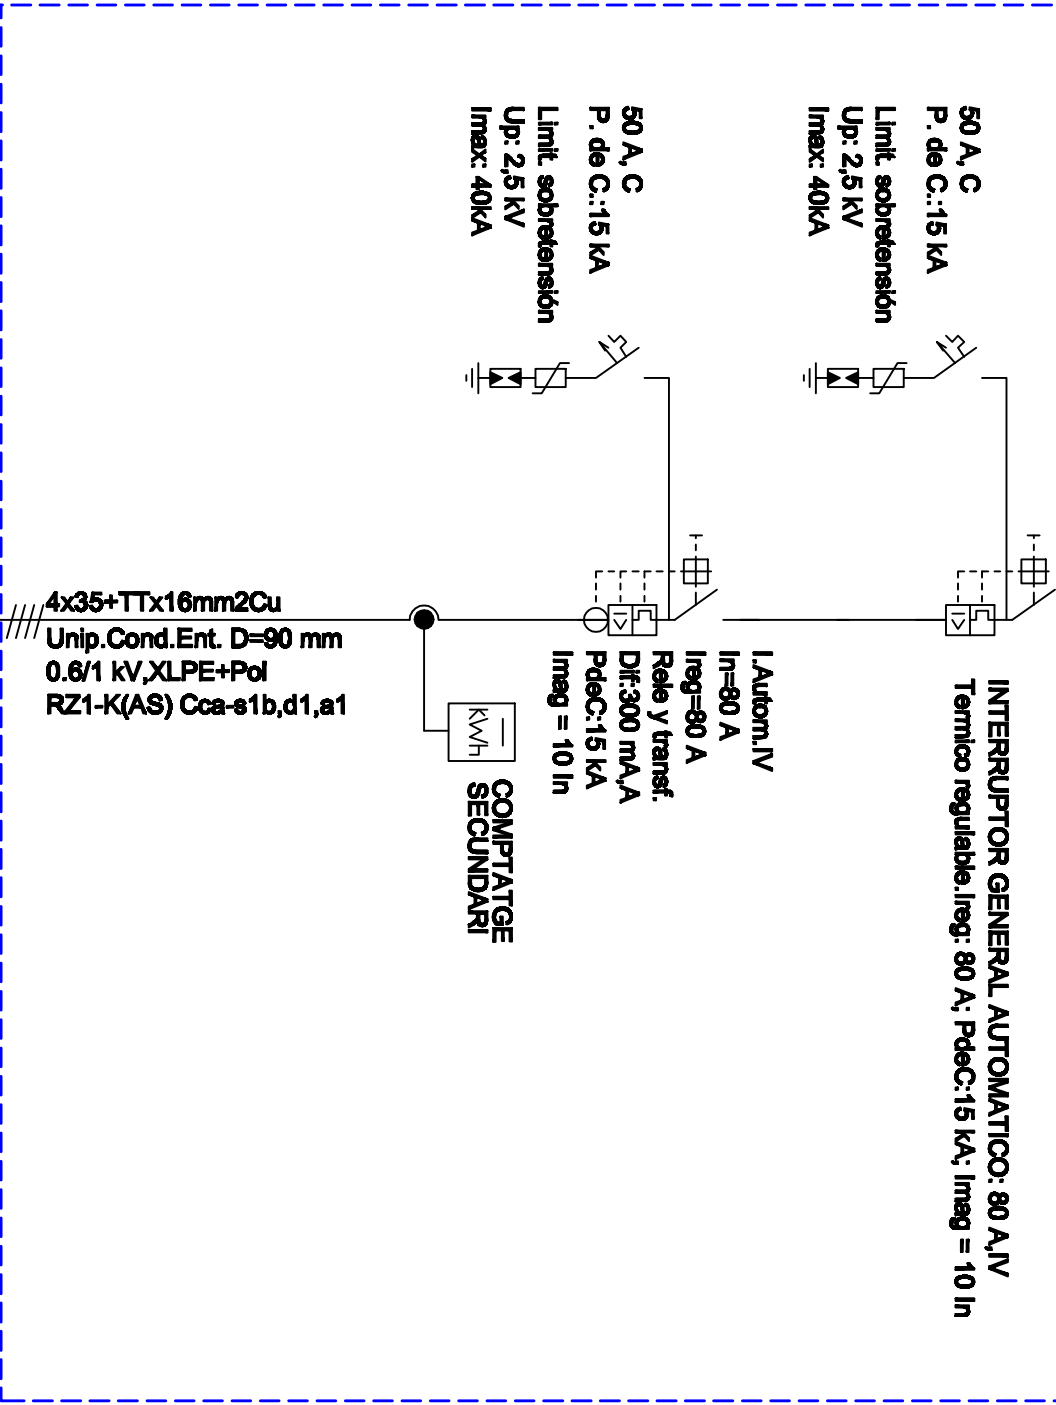 50 A, C
P. de C.:15 kA
Limit. sobretensión
Up: 2,5 kV
Imax: 40kA
INTERRUPTOR GENERAL AUTOMATICO: 80 A,IV
Termico regulable.Ireg: 80 A; PdeC:15 kA; Imag = 10 In
50 A, C
P. de C.:15 kA
Limit. sobretensión
Up: 2,5 kV
Imax: 40kA
I.Autom.IV
In=80 A
Ireg=80 A
Rele y transf.
Dif:300 mA,A
PdeC:15 kA
Imag = 10 In
kWh
COMPTATGE
SECUNDARI
4x35+TTx16mm2Cu
Unip.Cond.Ent. D=90 mm
0.6/1 kV,XLPE+Pol
RZ1-K(AS) Cca-s1b,d1,a1